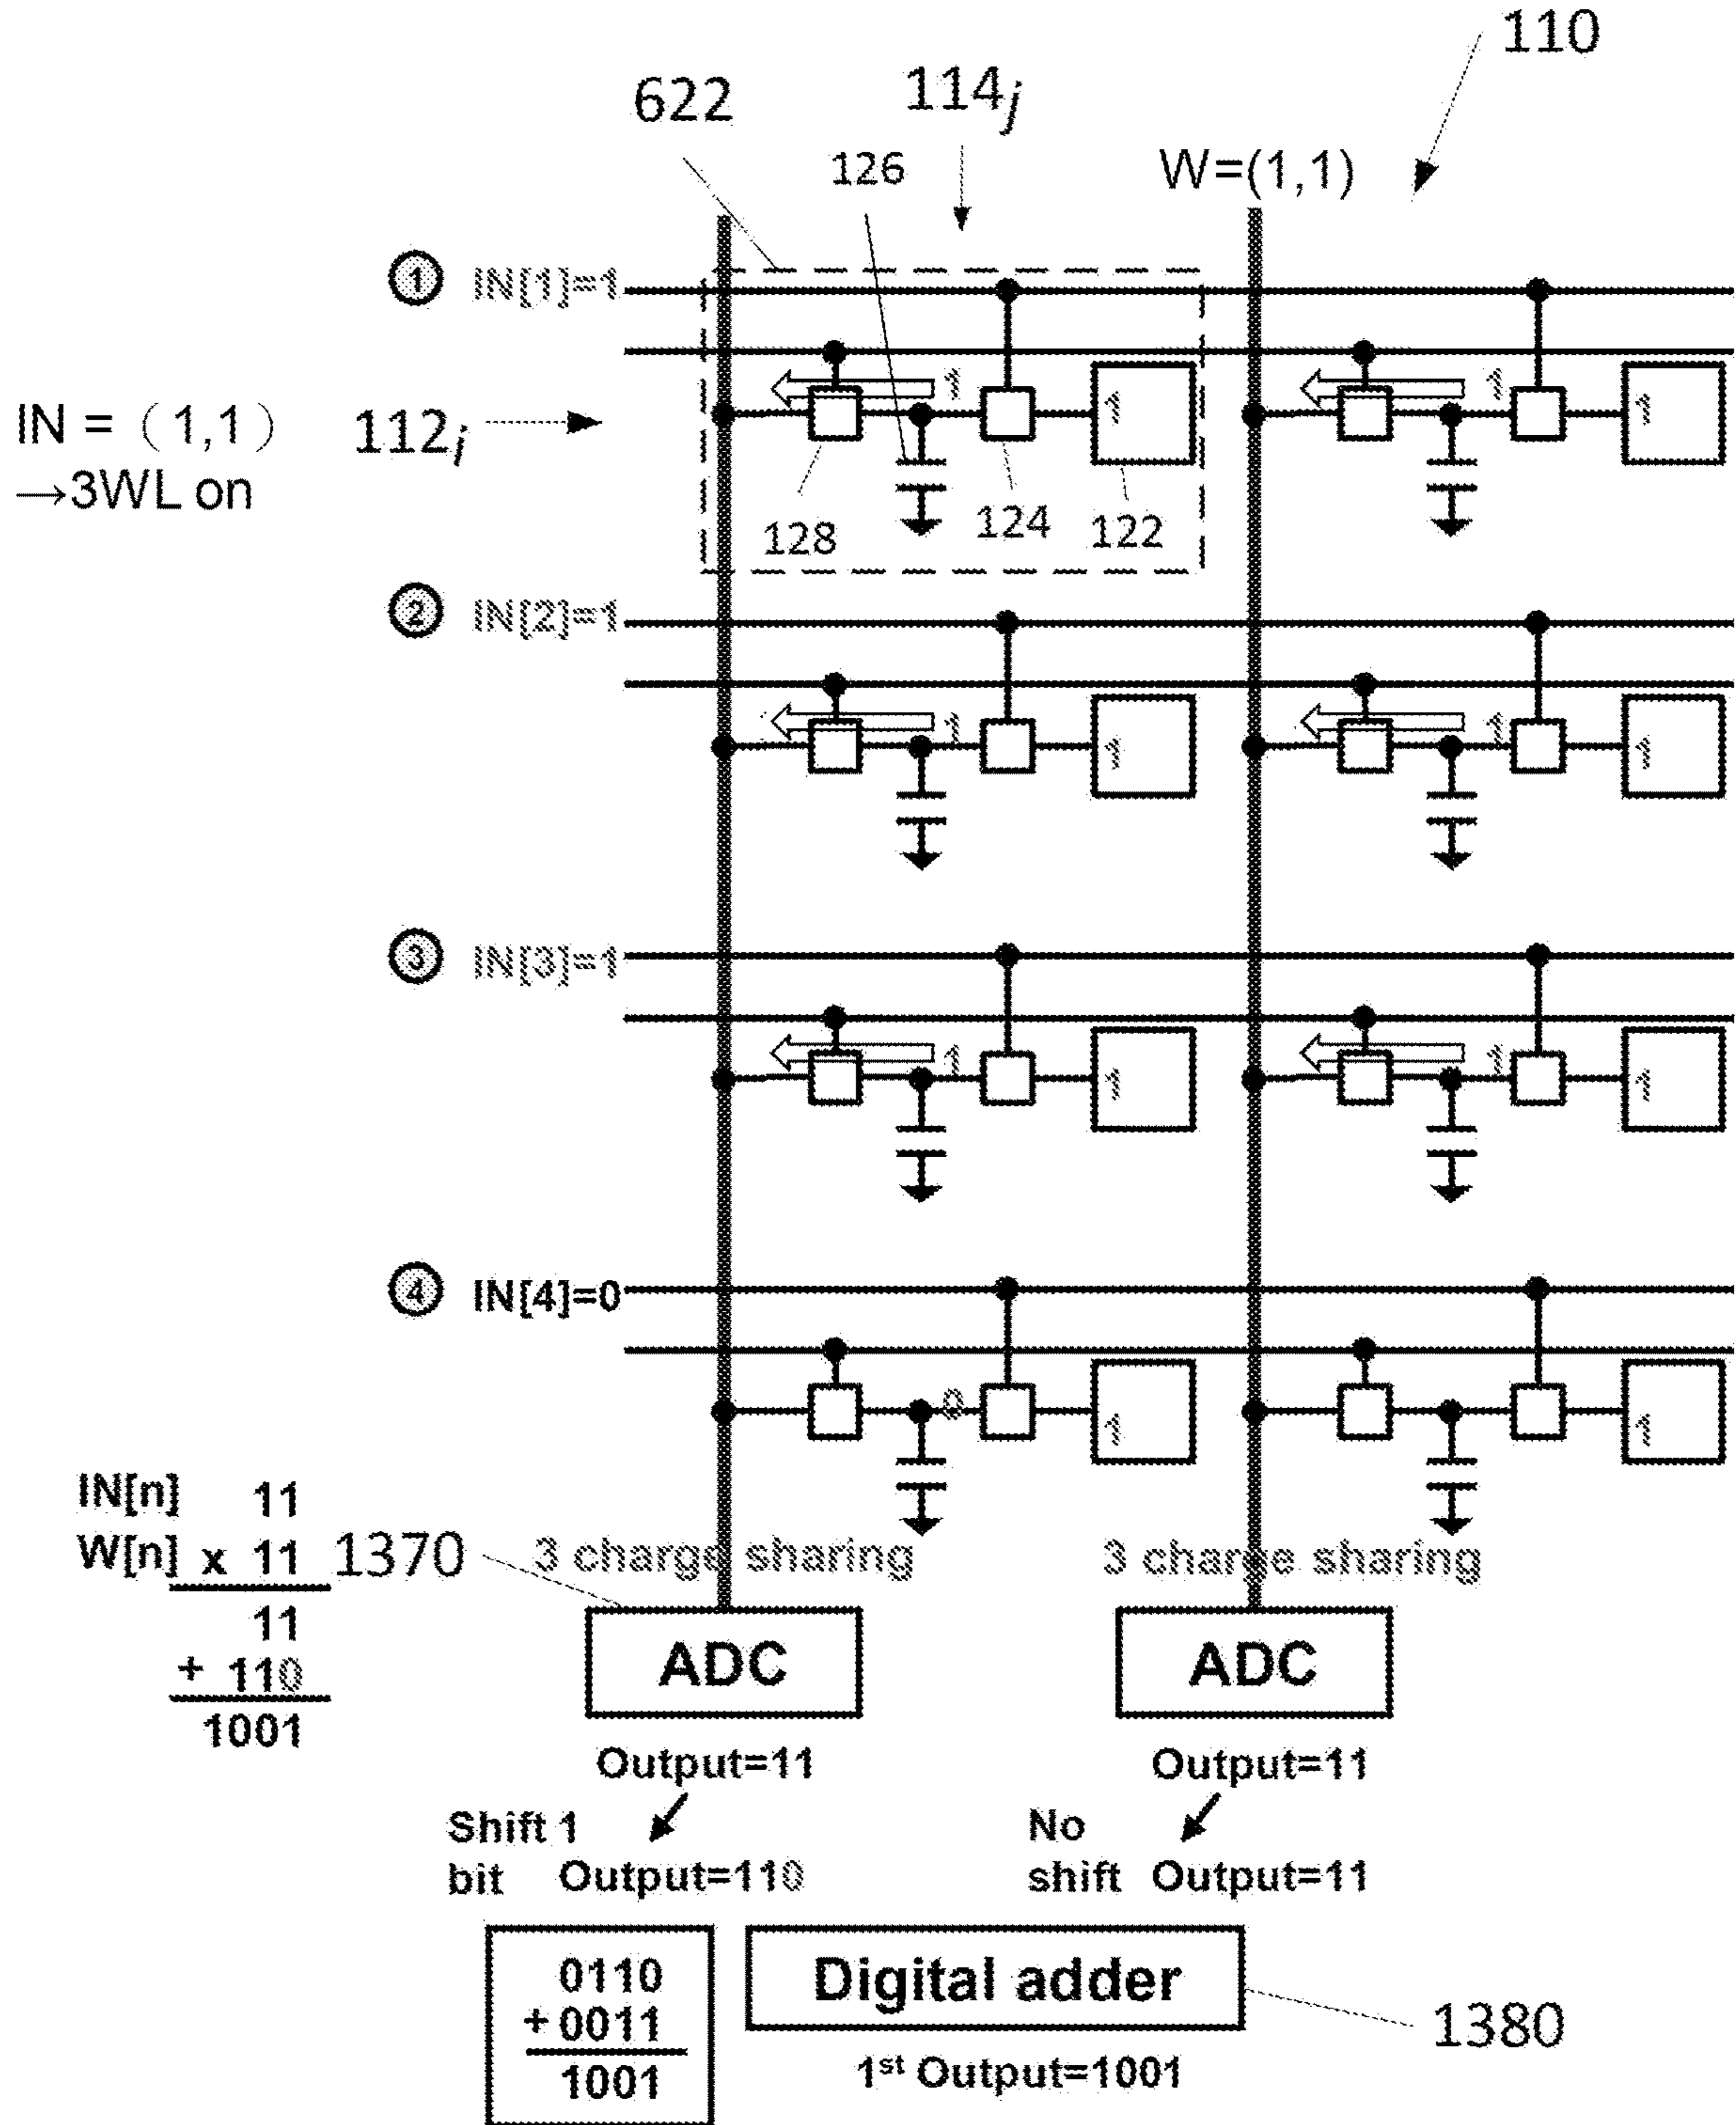 110
622
114j
126
W=(1,1)
1 IN[1]=1
1 1 1 1
IN = (1,1)
→3WL on
112i
128 124 122
2 IN[2]=1
1 1 1 1
3 IN[3]=1
1 1 1 1
4 IN[4]=0
0 1 1
IN[n] 11
W[n] x 11
11
+ 110
1001
1370
3 charge sharing 3 charge sharing
ADC ADC
Output=11 Output=11
Shift 1
bit Output=110
No
shift Output=11
0110
+0011
1001
Digital adder
1380
1st Output=1001